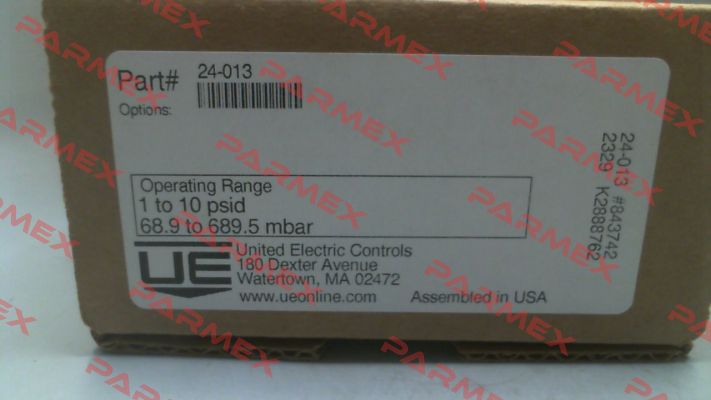 Part# 24-013
Options:
Operating Range
1 to 10 psid
68.9 to 689.5 mbar
UE
United Electric Controls
180 Dexter Avenue
Watertown, MA 02472
www.ueonline.com Assembled in USA
24-013 #843742
2329 K2888762
PARMEX